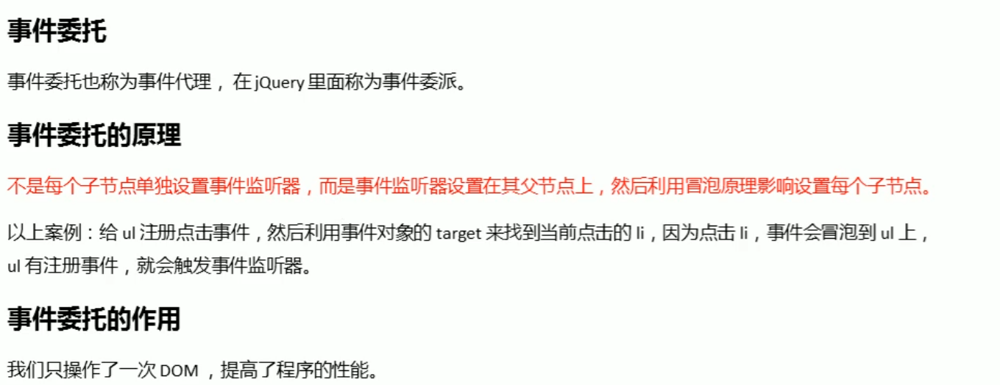 事件委托
事件委托也称为事件代理，在 jQuery 里面称为事件委派。
事件委托的原理
不是每个子节点单独设置事件监听器，而是事件监听器设置在其父节点上，然后利用冒泡原理影响设置每个子节点。
以上案例：给 ul 注册点击事件，然后利用事件对象的 target 来找到当前点击的 li，因为点击 li，事件会冒泡到 ul 上，
ul 有注册事件，就会触发事件监听器。
事件委托的作用
我们只操作了一次 DOM ，提高了程序的性能。